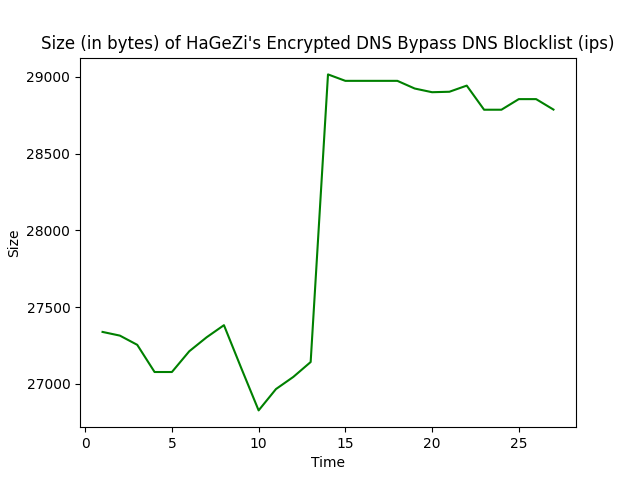 Size (in bytes) of HaGeZi's Encrypted DNS Bypass DNS Blocklist (ips)
29000
28500
28000
27500
27000
Size
0 5 10 15 20 25
Time